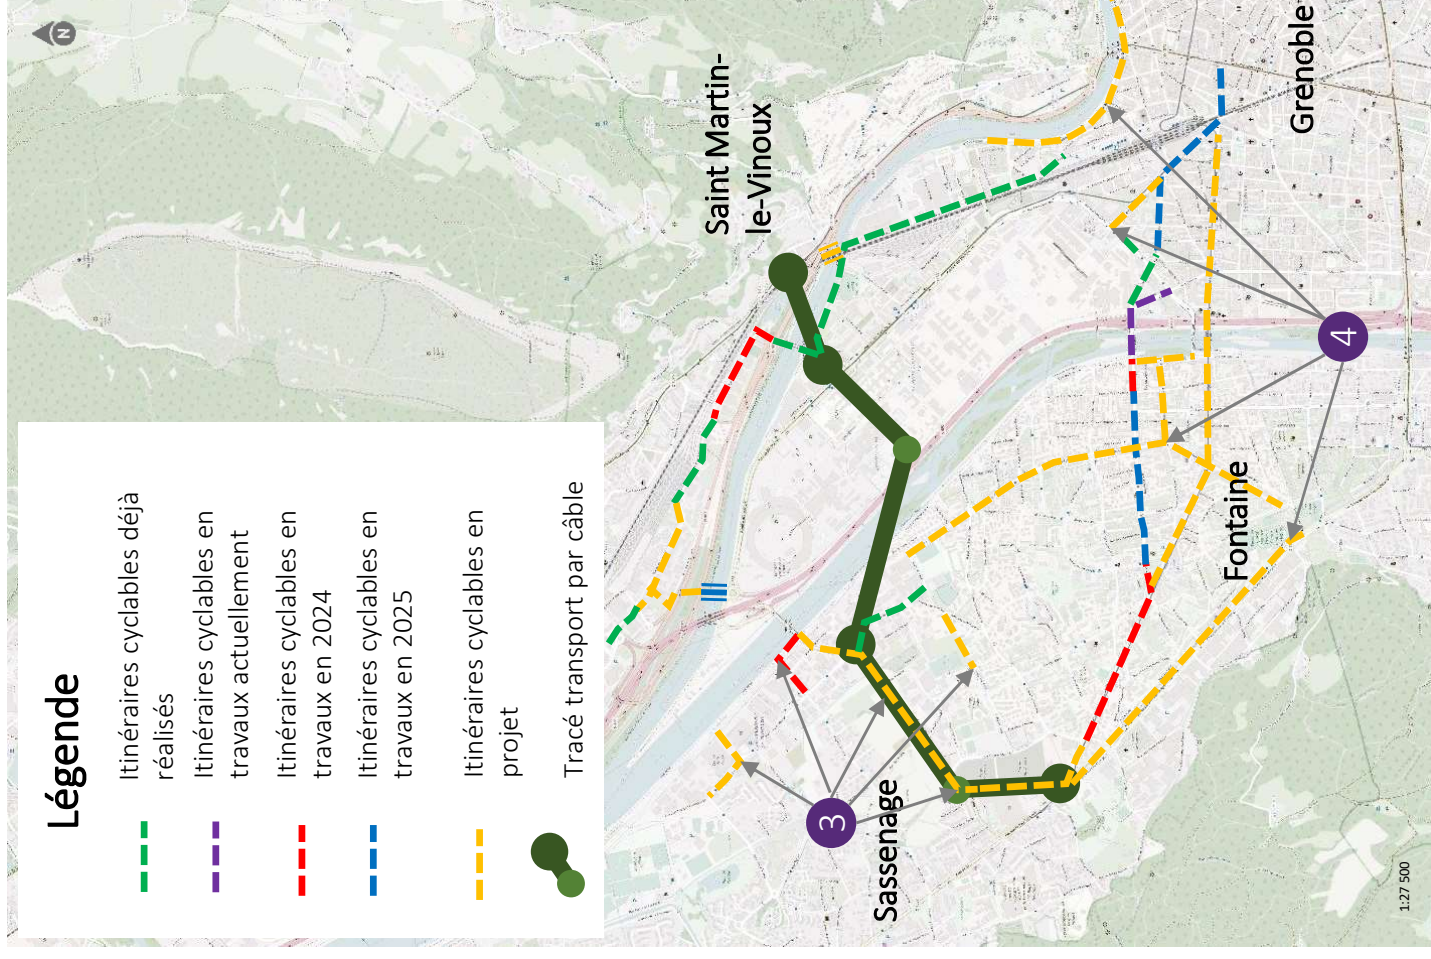 N
Légende
Itinéraires cyclables déjà
réalisés
Itinéraires cyclables en
travaux actuellement
Itinéraires cyclables en
travaux en 2024
Itinéraires cyclables en
travaux en 2025
Itinéraires cyclables en
projet
Tracé transport par câble
Saint Martin-
le-Vinoux
Grenoble
Fontaine
Sassenage
3
4
1:27 500